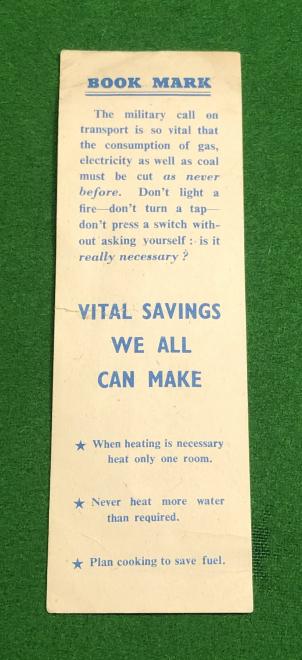 BOOK MARK
The military call on
transport is so vital that
the consumption of gas,
electricity as well as coal
must be cut as never
before. Don't light a
fire—don't turn a tap—
don't press a switch with-
out asking yourself : is it
really necessary ?
VITAL SAVINGS
WE ALL
CAN MAKE
★ When heating is necessary
heat only one room.
★ Never heat more water
than required.
★ Plan cooking to save fuel.